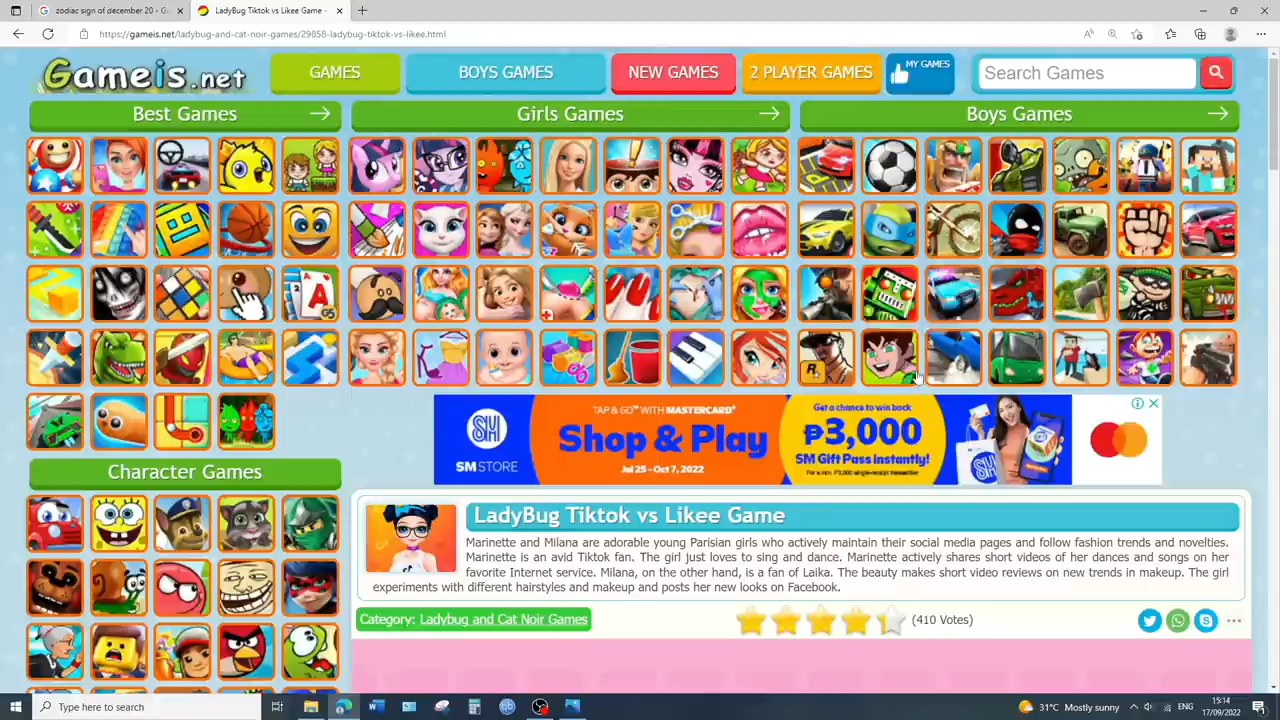 zodiac sign of december 20 - G
LadyBug Tiktok vs Likee Game -
https://gameis.net/ladybug-and-cat-noir-games/29858-ladybug-tiktok-vs-likee.html
Gameis.net
GAMES
BOYS GAMES
NEW GAMES
2 PLAYER GAMES
MY GAMES
Search Games
Best Games
Girls Games
Boys Games
TAP & GO™ WITH MASTERCARD®
Shop & Play
Jul 25 - Oct 7, 2022
SM
SM STORE
Get a chance to win back
₱3,000
SM Gift Pass instantly!
Character Games
LadyBug Tiktok vs Likee Game
Marinette and Milana are adorable young Parisian girls who actively maintain their social media pages and follow fashion trends and novelties.
Marinette is an avid Tiktok fan. The girl just loves to sing and dance. Marinette actively shares short videos of her dances and songs on her
favorite Internet service. Milana, on the other hand, is a fan of Laika. The beauty makes short video reviews on new trends in makeup. The girl
experiments with different hairstyles and makeup and posts her new looks on Facebook.
Category: Ladybug and Cat Noir Games
(410 Votes)
Type here to search
31°C Mostly sunny
15:14
17/09/2022